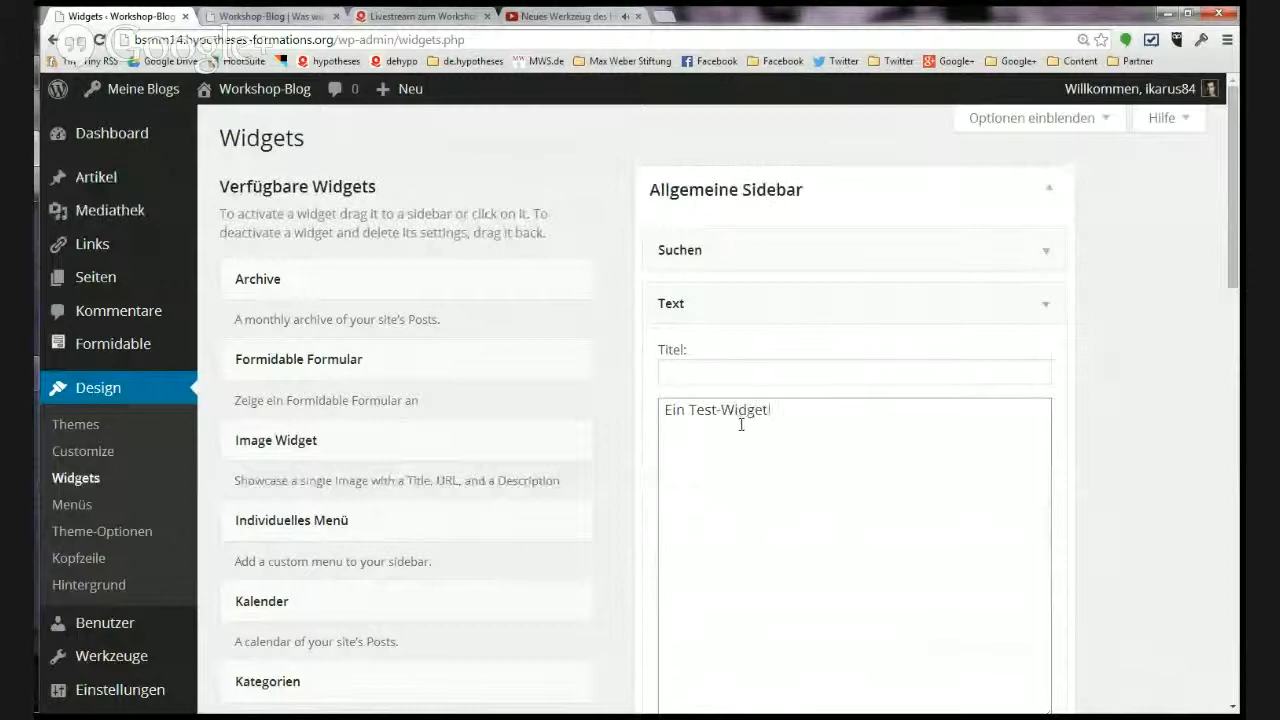 Widgets ‹ Workshop-Blog
Workshop-Blog | Was wi
Livestream zum Worksho
Neues Werkzeug des
Google+
bsmm14.hypotheses-formations.org/wp-admin/widgets.php
Tiny RSS
Google Drive
HootSuite
hypotheses
dehypo
de.hypotheses
MWS.de
Max Weber Stiftung
Facebook
Facebook
Twitter
Twitter
Google+
Google+
Content
Partner
Meine Blogs
Workshop-Blog
0
Neu
Willkommen, ikarus84
Optionen einblenden
Hilfe
Dashboard
Artikel
Mediathek
Links
Seiten
Kommentare
Formidable
Design
Themes
Customize
Widgets
Menüs
Theme-Optionen
Kopfzeile
Hintergrund
Benutzer
Werkzeuge
Einstellungen
Widgets
Verfügbare Widgets
To activate a widget drag it to a sidebar or click on it. To
deactivate a widget and delete its settings, drag it back.
Archive
A monthly archive of your site's Posts.
Formidable Formular
Zeige ein Formidable Formular an
Image Widget
Showcase a single image with a Title, URL, and a Description
Individuelles Menü
Add a custom menu to your sidebar.
Kalender
A calendar of your site's Posts.
Kategorien
Allgemeine Sidebar
Suchen
Text
Titel:
Ein Test-Widget